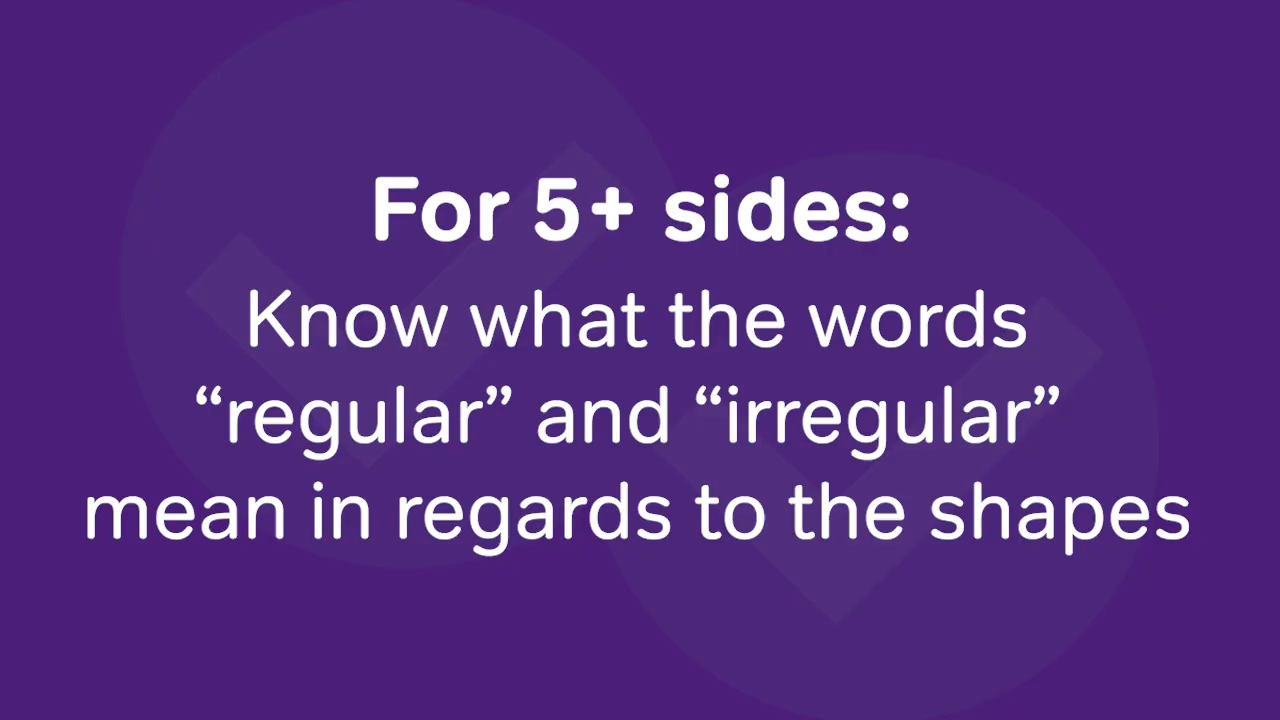 For 5+ sides:
Know what the words
“regular” and “irregular”
mean in regards to the shapes